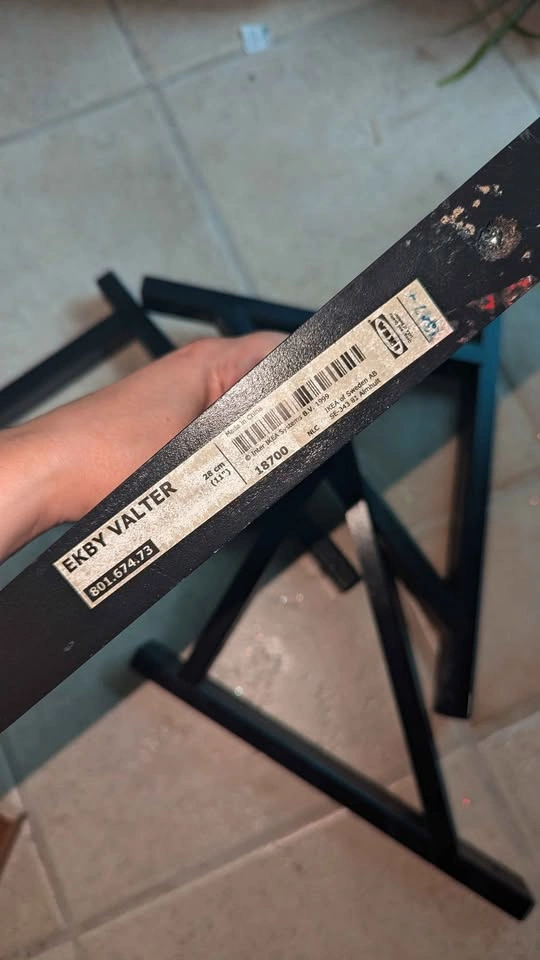 EKBY VALTER
801.674.73
28 cm
(11")
Made in China
© Inter IKEA Systems B.V. 1999
18700
NLC
IKEA of Sweden AB
SE-343 81 Älmhult
IKEA